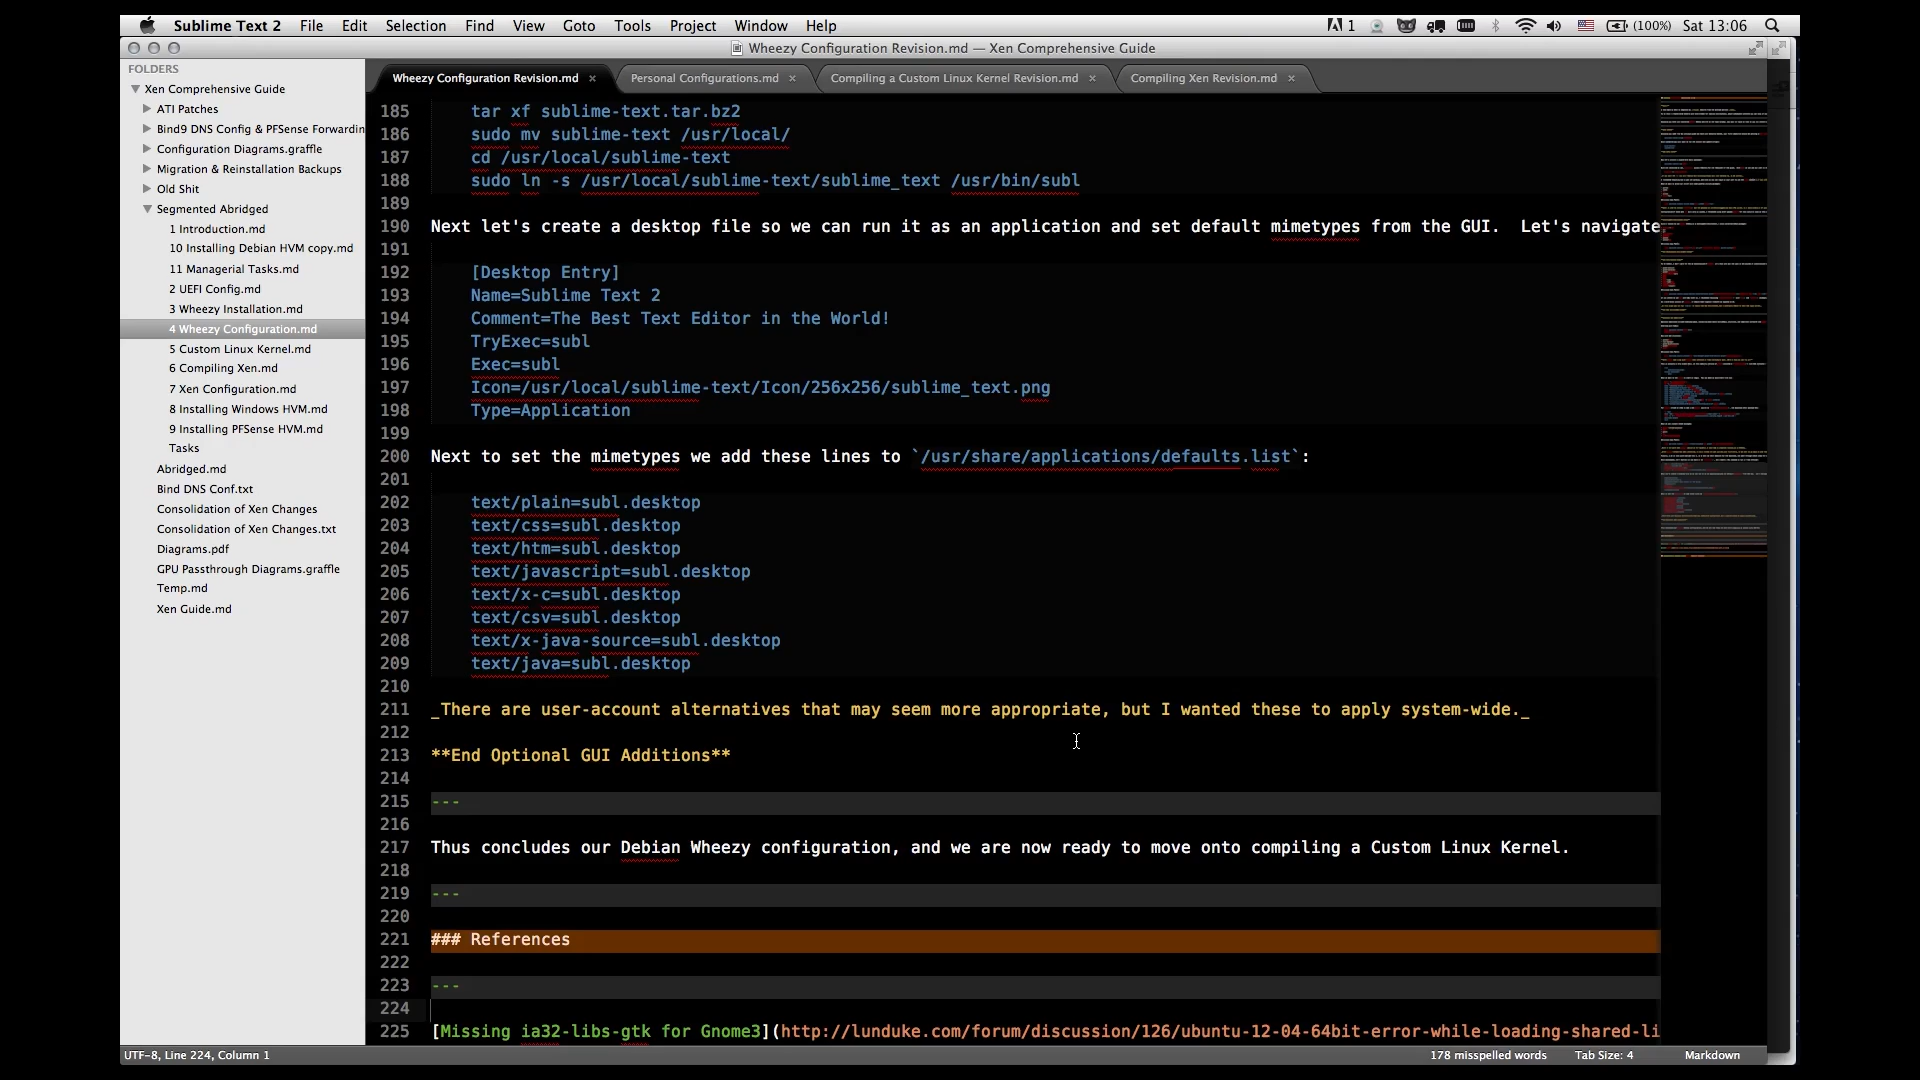 Sublime Text 2 File Edit Selection Find View Goto Tools Project Window Help 1 (100%) Sat 13:06
Wheezy Configuration Revision.md — Xen Comprehensive Guide
FOLDERS
Xen Comprehensive Guide
ATI Patches
Bind9 DNS Config & PFSense Forwardin
Configuration Diagrams.graffle
Migration & Reinstallation Backups
Old Shit
Segmented Abridged
1 Introduction.md
10 Installing Debian HVM copy.md
11 Managerial Tasks.md
2 UEFI Config.md
3 Wheezy Installation.md
4 Wheezy Configuration.md
5 Custom Linux Kernel.md
6 Compiling Xen.md
7 Xen Configuration.md
8 Installing Windows HVM.md
9 Installing PFSense HVM.md
Tasks
Abridged.md
Bind DNS Conf.txt
Consolidation of Xen Changes
Consolidation of Xen Changes.txt
Diagrams.pdf
GPU Passthrough Diagrams.graffle
Temp.md
Xen Guide.md
Wheezy Configuration Revision.md × Personal Configurations.md × Compiling a Custom Linux Kernel Revision.md × Compiling Xen Revision.md ×
185 tar xf sublime-text.tar.bz2
186 sudo mv sublime-text /usr/local/
187 cd /usr/local/sublime-text
188 sudo ln -s /usr/local/sublime-text/sublime_text /usr/bin/subl
189
190 Next let's create a desktop file so we can run it as an application and set default mimetypes from the GUI.  Let's navigate
191
192 [Desktop Entry]
193 Name=Sublime Text 2
194 Comment=The Best Text Editor in the World!
195 TryExec=subl
196 Exec=subl
197 Icon=/usr/local/sublime-text/Icon/256x256/sublime_text.png
198 Type=Application
199
200 Next to set the mimetypes we add these lines to `/usr/share/applications/defaults.list`:
201
202 text/plain=subl.desktop
203 text/css=subl.desktop
204 text/htm=subl.desktop
205 text/javascript=subl.desktop
206 text/x-c=subl.desktop
207 text/csv=subl.desktop
208 text/x-java-source=subl.desktop
209 text/java=subl.desktop
210
211 _There are user-account alternatives that may seem more appropriate, but I wanted these to apply system-wide._
212
213 **End Optional GUI Additions**
214
215 ---
216
217 Thus concludes our Debian Wheezy configuration, and we are now ready to move onto compiling a Custom Linux Kernel.
218
219 ---
220
221 ### References
222
223 ---
224
225 [Missing ia32-libs-gtk for Gnome3](http://lunduke.com/forum/discussion/126/ubuntu-12-04-64bit-error-while-loading-shared-li
UTF-8, Line 224, Column 1 178 misspelled words Tab Size: 4 Markdown